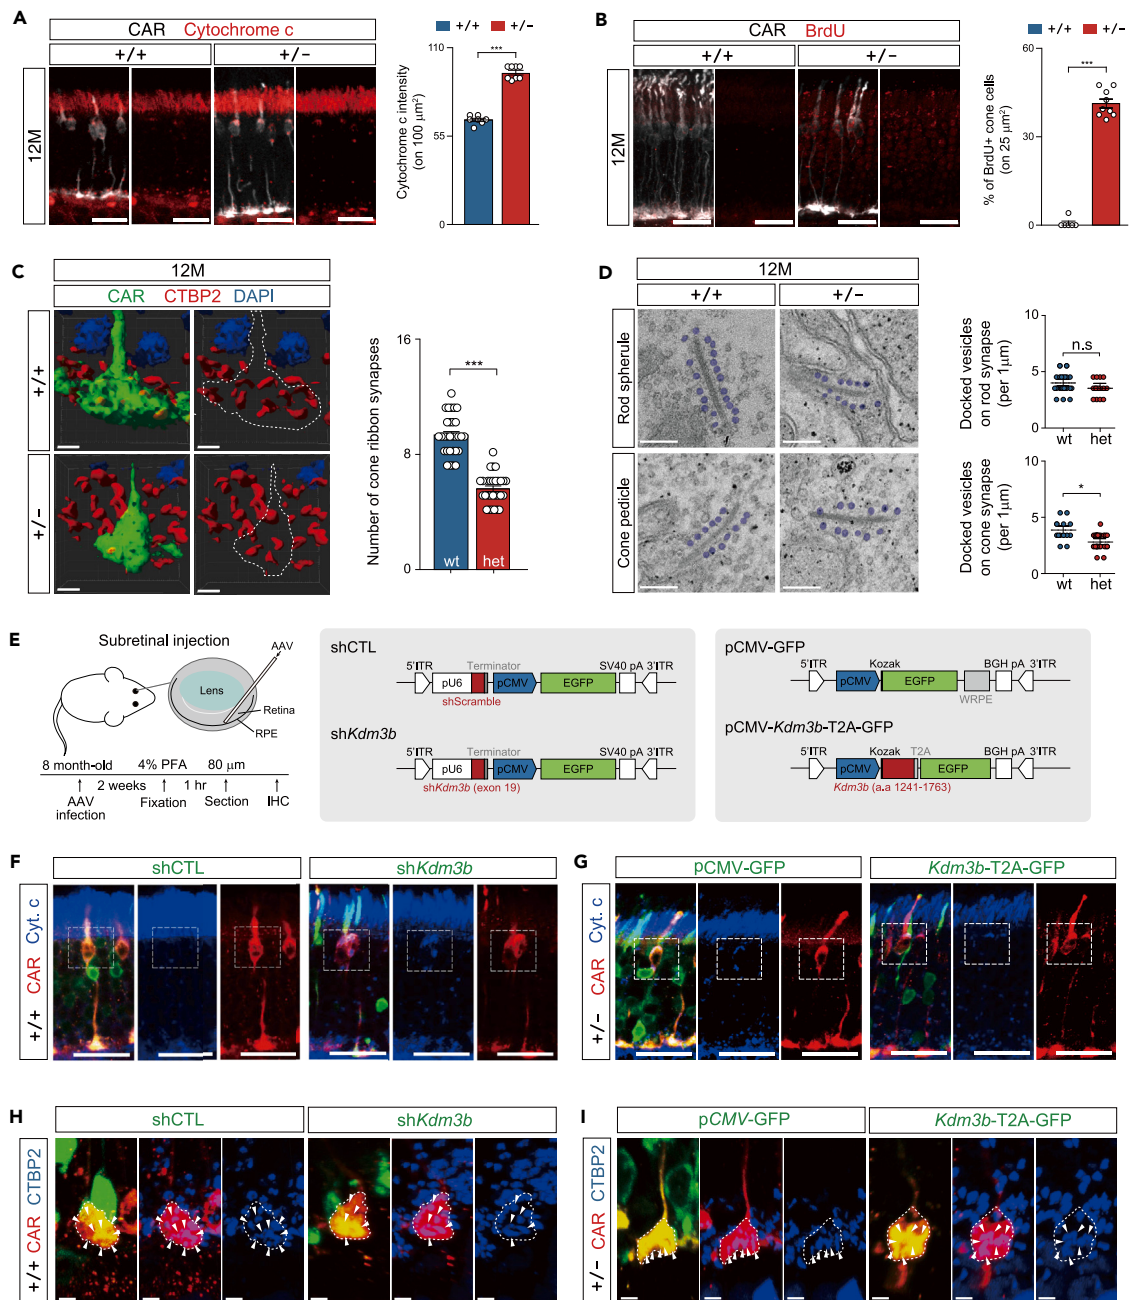 A
CAR Cytochrome c
+/+
+/−
12M
+/+
+/−
Cytochrome c intensity
(on 100 µm²)
110
55
0
***
B
CAR BrdU
+/+
+/−
12M
+/+
+/−
% of BrdU+ cone cells
(on 25 µm²)
60
30
0
***
C
12M
CAR CTBP2 DAPI
+/+
+/−
Number of cone ribbon synapses
16
8
0
***
wt
het
D
12M
+/+
+/−
Rod spherule
Cone pedicle
Docked vesicles
on rod synapse
(per 1µm)
10
5
0
n.s
wt
het
Docked vesicles
on cone synapse
(per 1µm)
10
5
0
*
wt
het
E
Subretinal injection
AAV
Lens
Retina
RPE
8 month-old
4% PFA
80 µm
2 weeks
1 hr
AAV
infection
Fixation
Section
IHC
shCTL
5'ITR
Terminator
SV40 pA 3'ITR
pU6
pCMV
EGFP
shScramble
shKdm3b
5'ITR
Terminator
SV40 pA 3'ITR
pU6
pCMV
EGFP
shKdm3b (exon 19)
pCMV-GFP
5'ITR
Kozak
BGH pA 3'ITR
pCMV
EGFP
WRPE
pCMV-Kdm3b-T2A-GFP
5'ITR
Kozak T2A
BGH pA 3'ITR
pCMV
EGFP
Kdm3b (a.a 1241-1763)
F
shCTL
shKdm3b
+/+ CAR Cyt. c
G
pCMV-GFP
Kdm3b-T2A-GFP
+/− CAR Cyt. c
H
shCTL
shKdm3b
+/+ CAR CTBP2
I
pCMV-GFP
Kdm3b-T2A-GFP
+/− CAR CTBP2